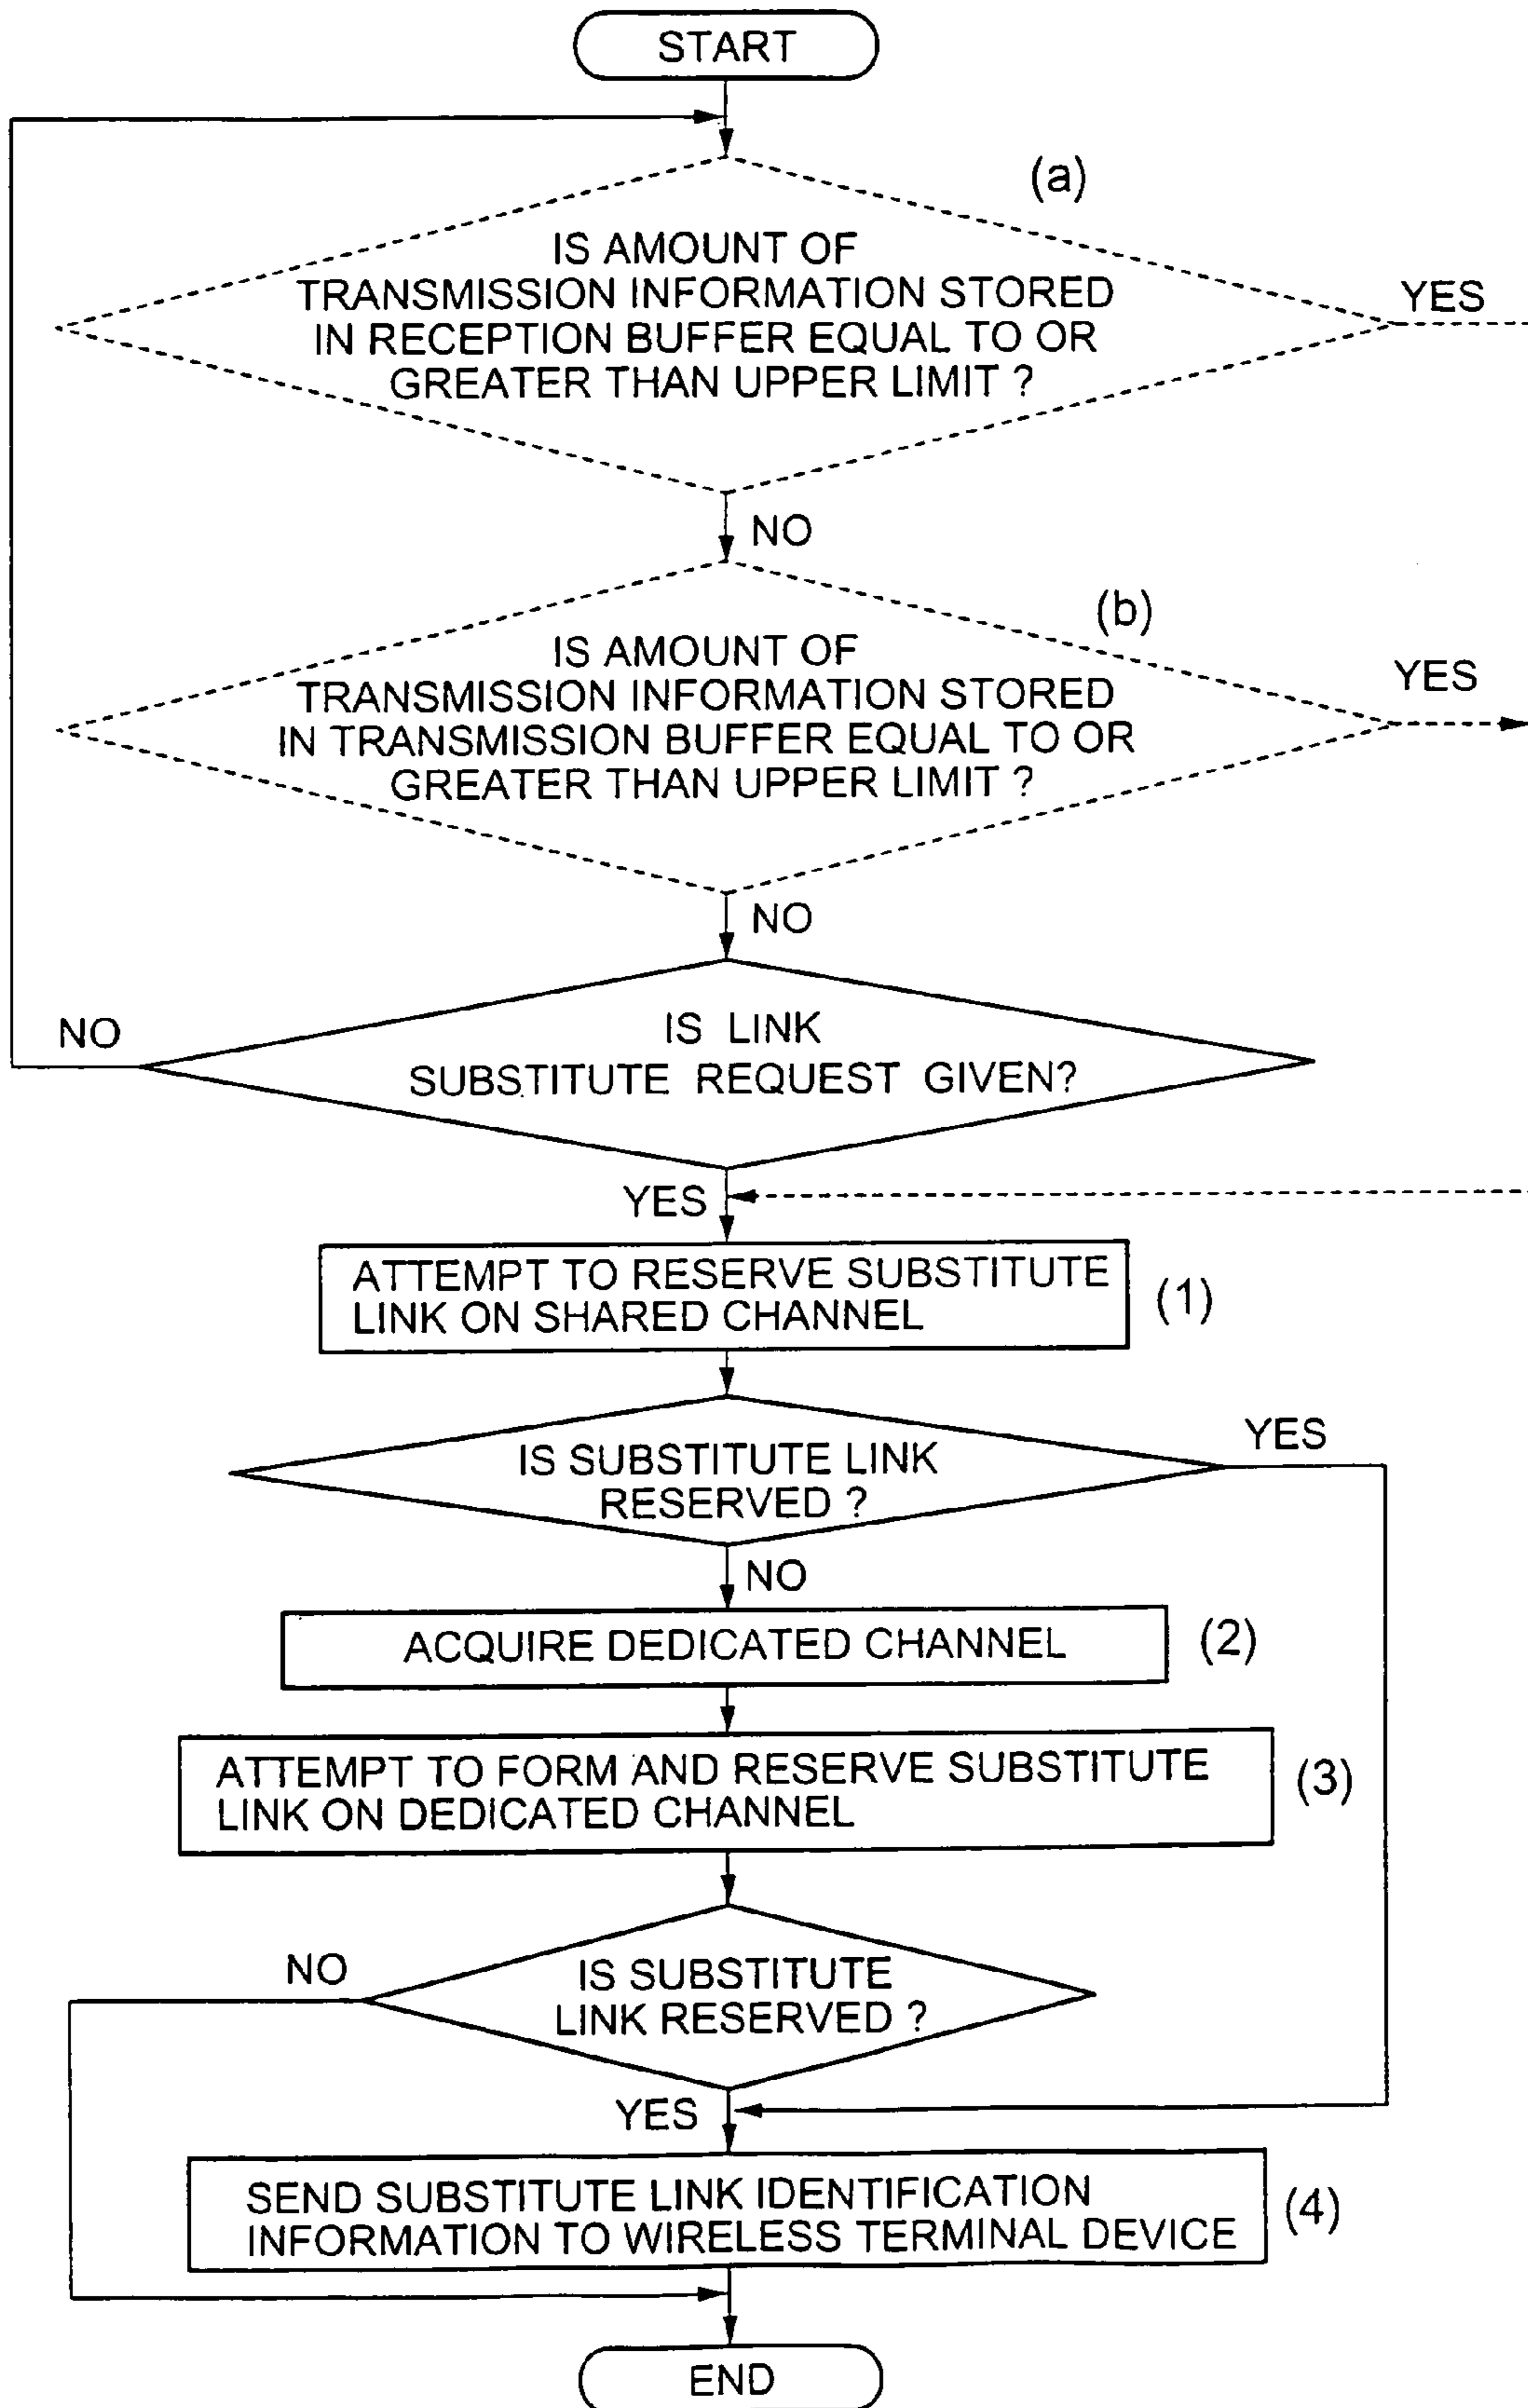 START
(a)
IS AMOUNT OF
TRANSMISSION INFORMATION STORED
IN RECEPTION BUFFER EQUAL TO OR
GREATER THAN UPPER LIMIT ?
YES
NO
(b)
IS AMOUNT OF
TRANSMISSION INFORMATION STORED
IN TRANSMISSION BUFFER EQUAL TO OR
GREATER THAN UPPER LIMIT ?
YES
NO
IS LINK
SUBSTITUTE REQUEST GIVEN?
NO
YES
ATTEMPT TO RESERVE SUBSTITUTE
LINK ON SHARED CHANNEL
(1)
IS SUBSTITUTE LINK
RESERVED ?
YES
NO
ACQUIRE DEDICATED CHANNEL
(2)
ATTEMPT TO FORM AND RESERVE SUBSTITUTE
LINK ON DEDICATED CHANNEL
(3)
IS SUBSTITUTE
LINK RESERVED ?
NO
YES
SEND SUBSTITUTE LINK IDENTIFICATION
INFORMATION TO WIRELESS TERMINAL DEVICE
(4)
END